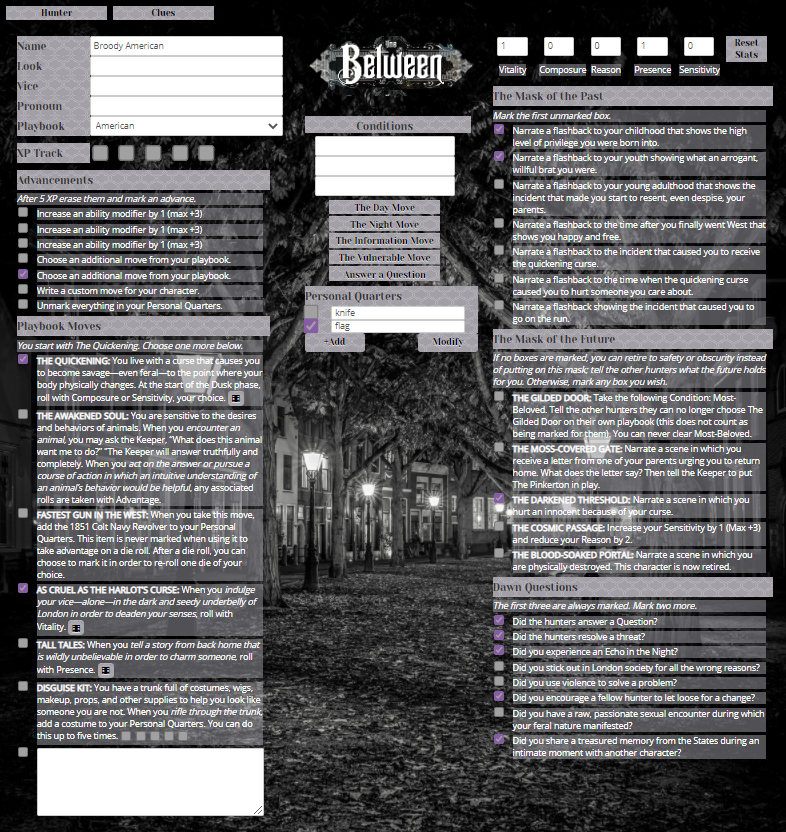 Hunter
Clues
Name
Broody American
Look
Vice
Pronoun
Playbook
American
XP Track
Advancements
After 5 XP erase them and mark an advance.
Increase an ability modifier by 1 (max +3)
Increase an ability modifier by 1 (max +3)
Increase an ability modifier by 1 (max +3)
Choose an additional move from your playbook.
Choose an additional move from your playbook.
Write a custom move for your character.
Unmark everything in your Personal Quarters.
Playbook Moves
You start with The Quickening. Choose one more below.
THE QUICKENING: You live with a curse that causes you
to become savage—even feral—to the point where your
body physically changes. At the start of the Dusk phase,
roll with Composure or Sensitivity, your choice.
THE AWAKENED SOUL: You are sensitive to the desires
and behaviors of animals. When you encounter an
animal, you may ask the Keeper, “What does this animal
want me to do?” “The Keeper will answer truthfully and
completely. When you act on the answer or pursue a
course of action in which an intuitive understanding of
an animal's behavior would be helpful, any associated
rolls are taken with Advantage.
FASTEST GUN IN THE WEST: When you take this move,
add the 1851 Colt Navy Revolver to your Personal
Quarters. This item is never marked when using it to
take advantage on a die roll. After a die roll, you can
choose to mark it in order to re-roll one die of your
choice.
AS CRUEL AS THE HARLOT'S CURSE: When you indulge
your vice—alone—in the dark and seedy underbelly of
London in order to deaden your senses, roll with
Vitality.
TALL TALES: When you tell a story from back home that
is wildly unbelievable in order to charm someone, roll
with Presence.
DISGUISE KIT: You have a trunk full of costumes, wigs,
makeup, props, and other supplies to help you look like
someone you are not. When you rifle through the trunk,
add a costume to your Personal Quarters. You can do
this up to five times.
the
Between
Conditions
The Day Move
The Night Move
The Information Move
The Vulnerable Move
Answer a Question
Personal Quarters
knife
flag
+Add
Modify
1
0
0
1
0
Reset
Stats
Vitality
Composure
Reason
Presence
Sensitivity
The Mask of the Past
Mark the first unmarked box.
Narrate a flashback to your childhood that shows the high
level of privilege you were born into.
Narrate a flashback to your youth showing what an arrogant,
willful brat you were.
Narrate a flashback to your young adulthood that shows the
incident that made you start to resent, even despise, your
parents.
Narrate a flashback to the time after you finally went West that
shows you happy and free.
Narrate a flashback to the incident that caused you to receive
the quickening curse.
Narrate a flashback to the time when the quickening curse
caused you to hurt someone you care about.
Narrate a flashback showing the incident that caused you to
go on the run.
The Mask of the Future
If no boxes are marked, you can retire to safety or obscurity instead
of putting on this mask; tell the other hunters what the future holds
for you. Otherwise, mark any box you wish.
THE GILDED DOOR: Take the following Condition: Most-
Beloved. Tell the other hunters they can no longer choose The
Gilded Door on their own playbook (this does not count as
being marked for them). You can never clear Most-Beloved.
THE MOSS-COVERED GATE: Narrate a scene in which you
receive a letter from one of your parents urging you to return
home. What does the letter say? Then tell the Keeper to put
The Pinkerton in play.
THE DARKENED THRESHOLD: Narrate a scene in which you
hurt an innocent because of your curse.
THE COSMIC PASSAGE: Increase your Sensitivity by 1 (Max +3)
and reduce your Reason by 2.
THE BLOOD-SOAKED PORTAL: Narrate a scene in which you
are physically destroyed. This character is now retired.
Dawn Questions
The first three are always marked. Mark two more.
Did the hunters answer a Question?
Did the hunters resolve a threat?
Did you experience an Echo in the Night?
Did you stick out in London society for all the wrong reasons?
Did you use violence to solve a problem?
Did you encourage a fellow hunter to let loose for a change?
Did you have a raw, passionate sexual encounter during which
your feral nature manifested?
Did you share a treasured memory from the States during an
intimate moment with another character?